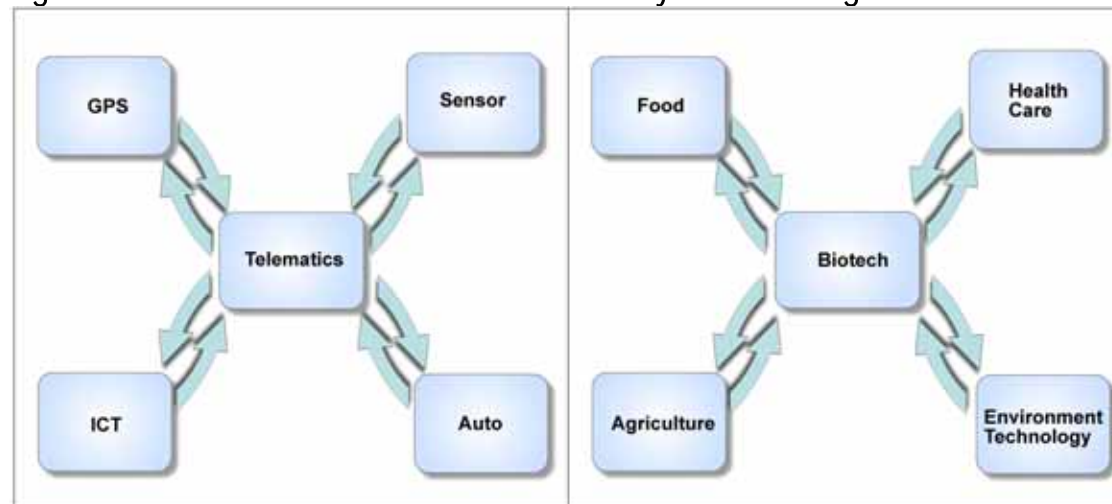 GPS
Sensor
Telematics
ICT
Auto
Food
Health
Care
Biotech
Agriculture
Environment
Technology